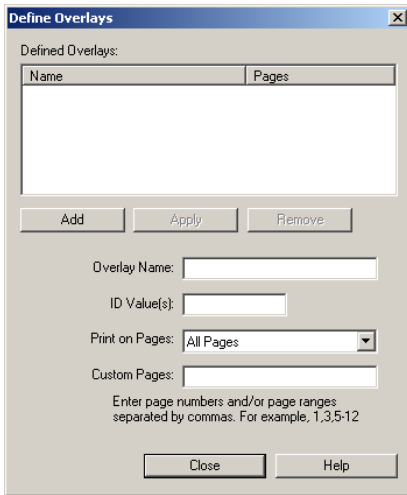 Define Overlays
Defined Overlays:
Name Pages
Add Apply Remove
Overlay Name:
ID Value(s):
Print on Pages: All Pages
Custom Pages:
Enter page numbers and/or page ranges
separated by commas. For example, 1,3,5-12
Close Help